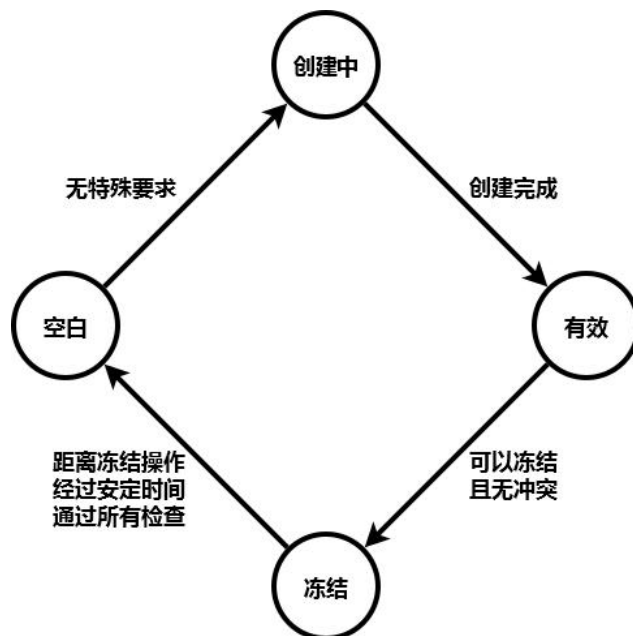 创建中
无特殊要求
创建完成
空白
有效
距离冻结操作
经过安定时间
通过所有检查
可以冻结
且无冲突
冻结